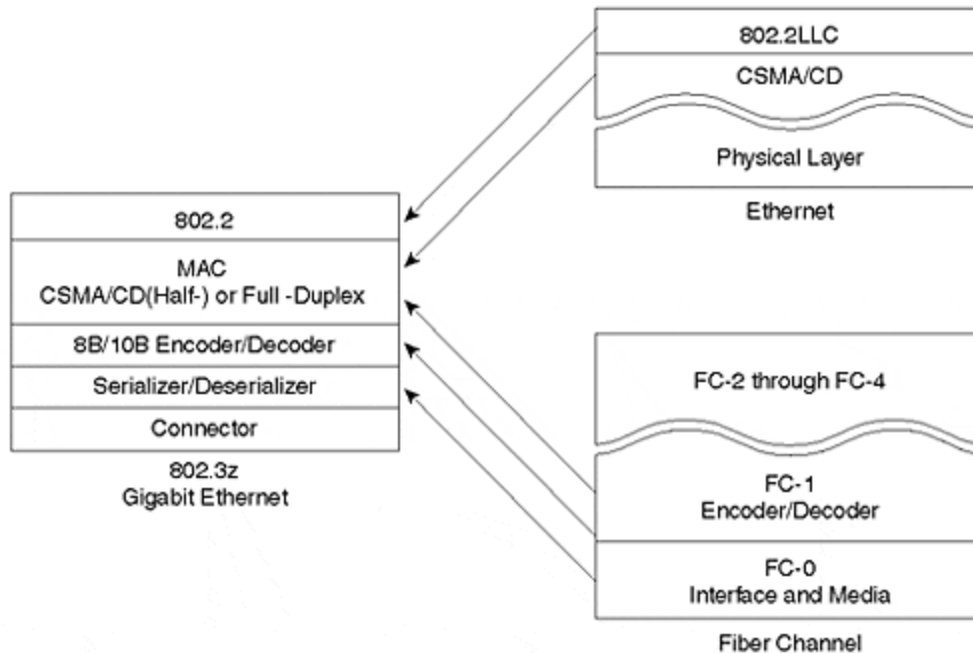 802.2LLC
CSMA/CD
Physical Layer
Ethernet
802.2
MAC
CSMA/CD(Half-) or Full -Duplex
8B/10B Encoder/Decoder
Serializer/Deserializer
Connector
802.3z
Gigabit Ethernet
FC-2 through FC-4
FC-1
Encoder/Decoder
FC-0
Interface and Media
Fiber Channel